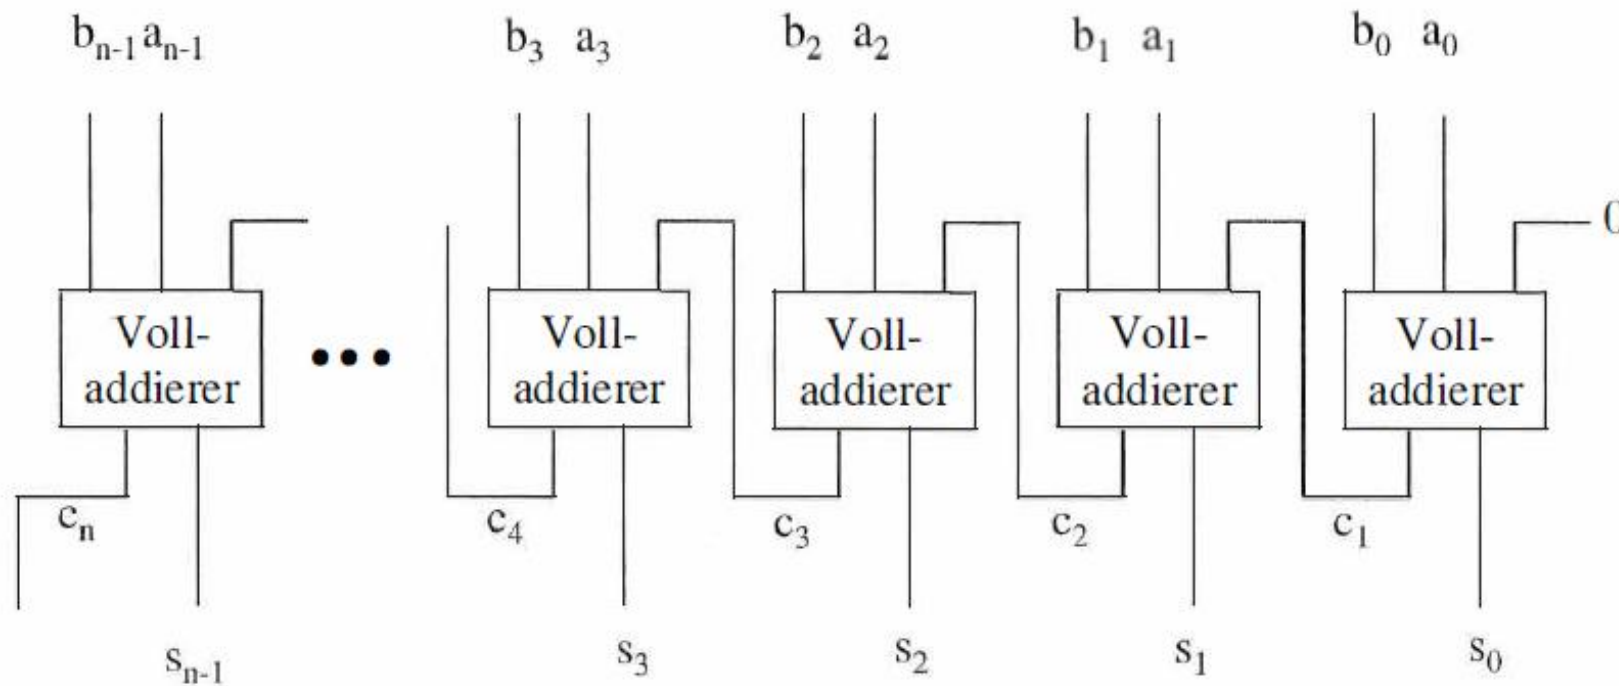 bₙ₋₁ aₙ₋₁ b₃ a₃ b₂ a₂ b₁ a₁ b₀ a₀
0
Voll-
addierer
•••
Voll-
addierer
Voll-
addierer
Voll-
addierer
Voll-
addierer
cₙ c₄ c₃ c₂ c₁
sₙ₋₁ s₃ s₂ s₁ s₀